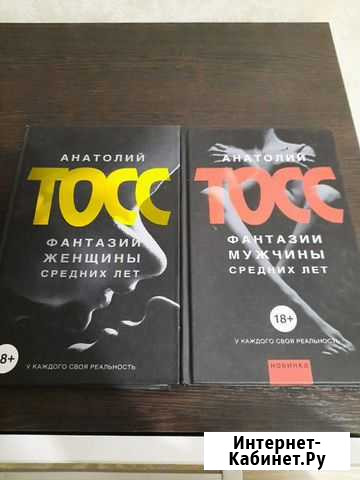 АНАТОЛИЙ
ТОСС
ФАНТАЗИИ
ЖЕНЩИНЫ
СРЕДНИХ ЛЕТ
8+
У КАЖДОГО СВОЯ РЕАЛЬНОСТЬ
АНАТОЛИЙ
ТОСС
ФАНТАЗИИ
МУЖЧИНЫ
СРЕДНИХ ЛЕТ
18+
У КАЖДОГО СВОЯ РЕАЛЬНОСТЬ
НОВИНКА
Интернет-
Кабинет.Ру